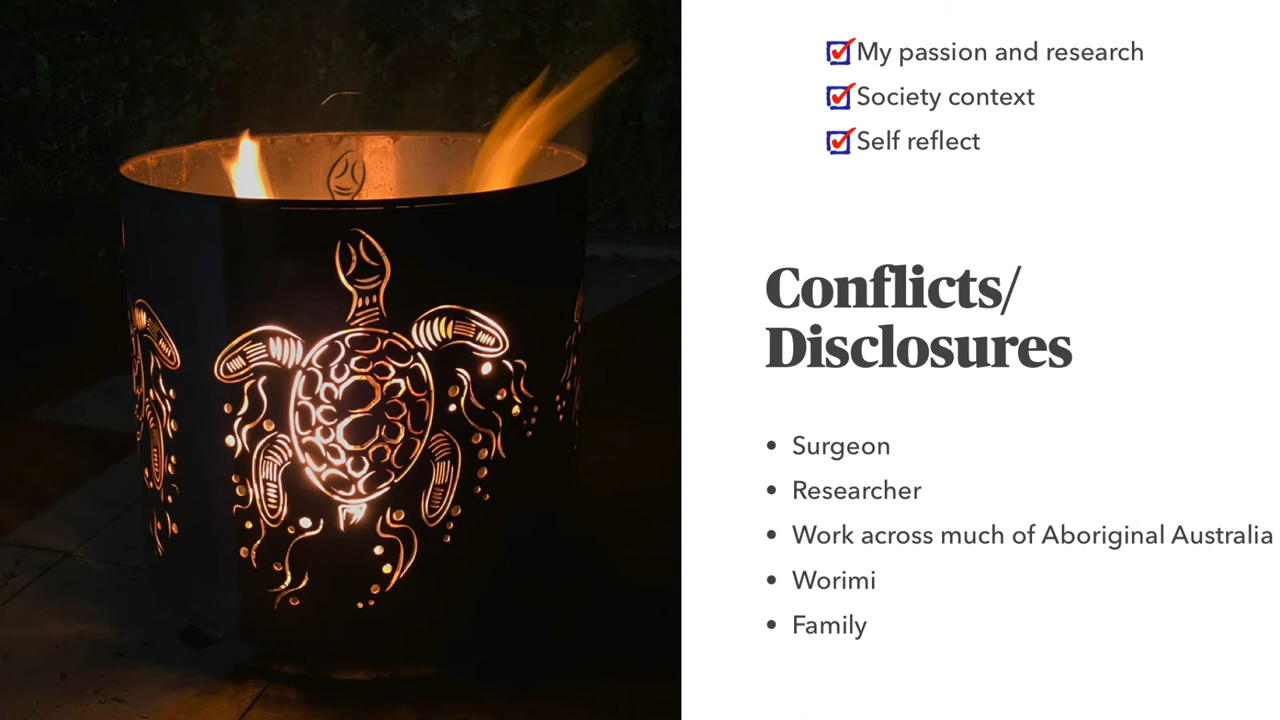 My passion and research
Society context
Self reflect
Conflicts/
Disclosures
• Surgeon
• Researcher
• Work across much of Aboriginal Australia
• Worimi
• Family